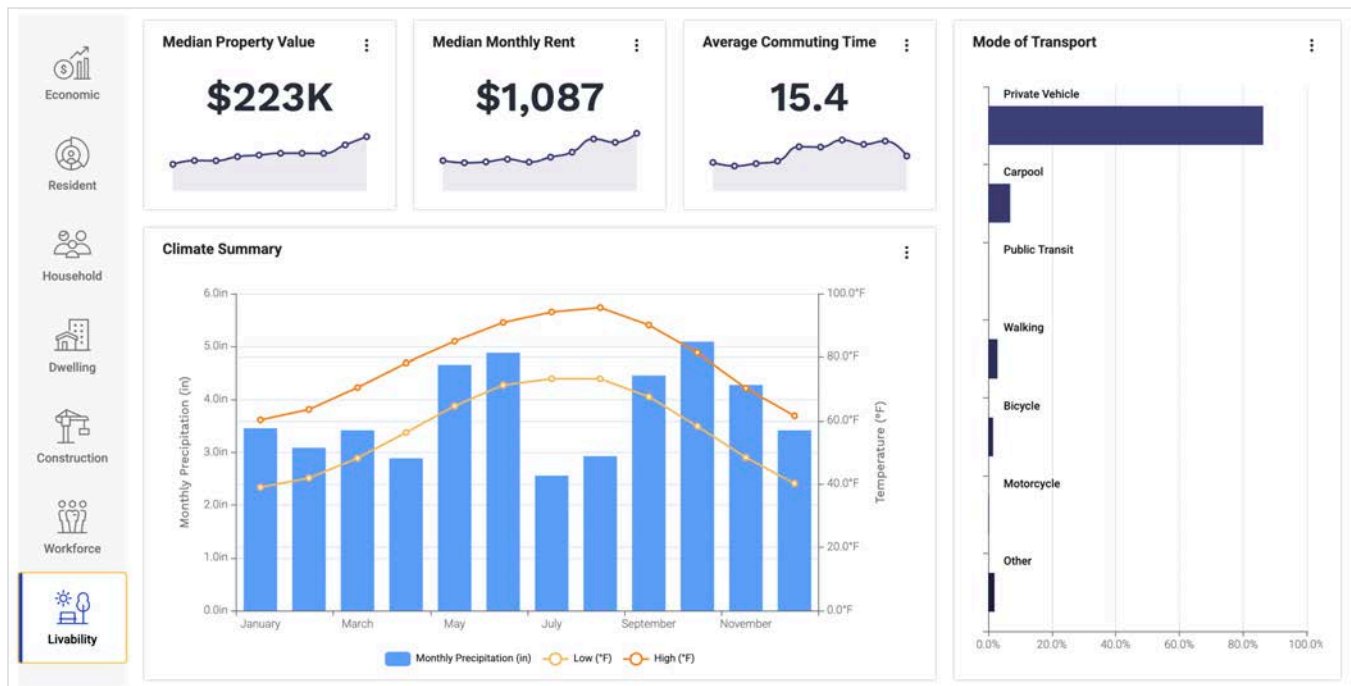 Economic
Resident
Household
Dwelling
Construction
Workforce
Livability
Median Property Value
$223K
Median Monthly Rent
$1,087
Average Commuting Time
15.4
Climate Summary
6.0in
5.0in
4.0in
3.0in
2.0in
1.0in
0.0in
Monthly Precipitation (in)
100.0°F
80.0°F
60.0°F
40.0°F
20.0°F
0.0°F
Temperature (°F)
January March May July September November
Monthly Precipitation (in) Low (°F) High (°F)
Mode of Transport
Private Vehicle
Carpool
Public Transit
Walking
Bicycle
Motorcycle
Other
0.0% 20.0% 40.0% 60.0% 80.0% 100.0%